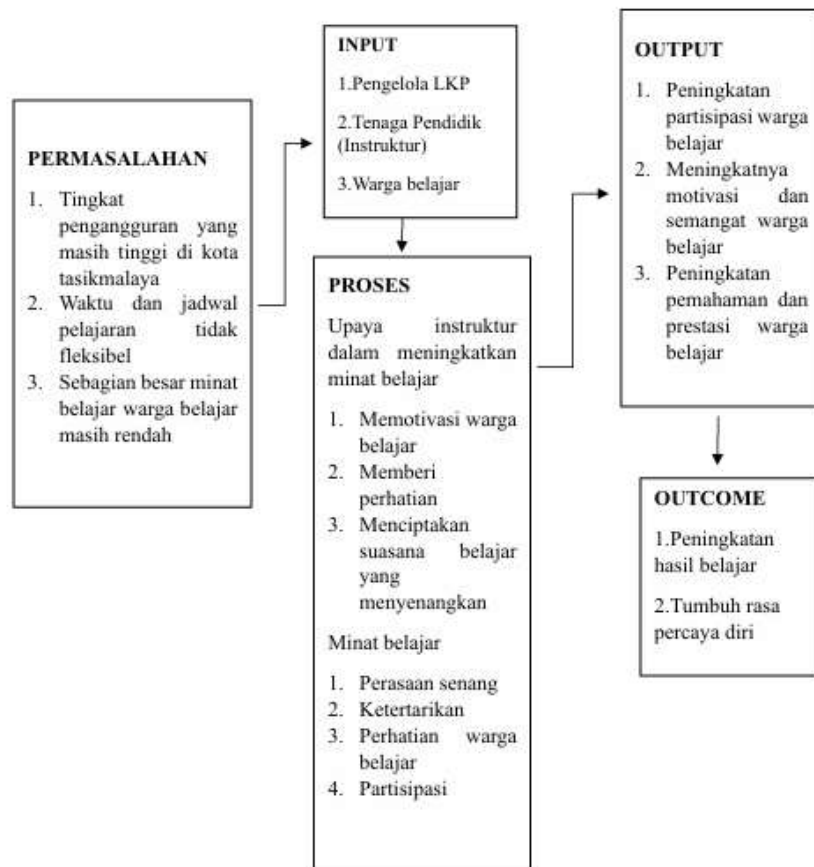 PERMASALAHAN
1. Tingkat
pengangguran yang
masih tinggi di kota
tasikmalaya
2. Waktu dan jadwal
pelajaran tidak
fleksibel
3. Sebagian besar minat
belajar warga belajar
masih rendah
INPUT
1.Pengelola LKP
2.Tenaga Pendidik
(Instruktur)
3.Warga belajar
PROSES
Upaya instruktur
dalam meningkatkan
minat belajar
1. Memotivasi warga
belajar
2. Memberi
perhatian
3. Menciptakan
suasana belajar
yang
menyenangkan
Minat belajar
1. Perasaan senang
2. Ketertarikan
3. Perhatian warga
belajar
4. Partisipasi
OUTPUT
1. Peningkatan
partisipasi warga
belajar
2. Meningkatnya
motivasi dan
semangat warga
belajar
3. Peningkatan
pemahaman dan
prestasi warga
belajar
OUTCOME
1.Peningkatan
hasil belajar
2.Tumbuh rasa
percaya diri